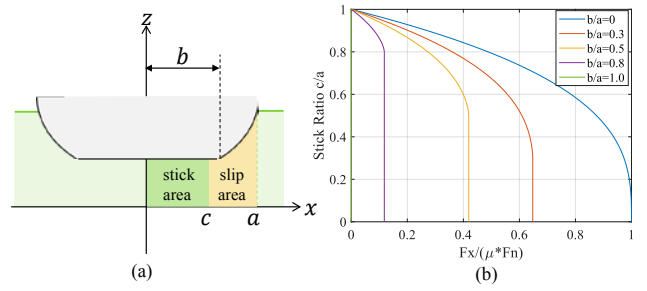 z
b
stick
area
slip
area
c
a
x
(a)
Stick Ratio c/a
1
0.8
0.6
0.4
0.2
0
0
0.2
0.4
0.6
0.8
1
Fx/(μ*Fn)
b/a=0
b/a=0.3
b/a=0.5
b/a=0.8
b/a=1.0
(b)